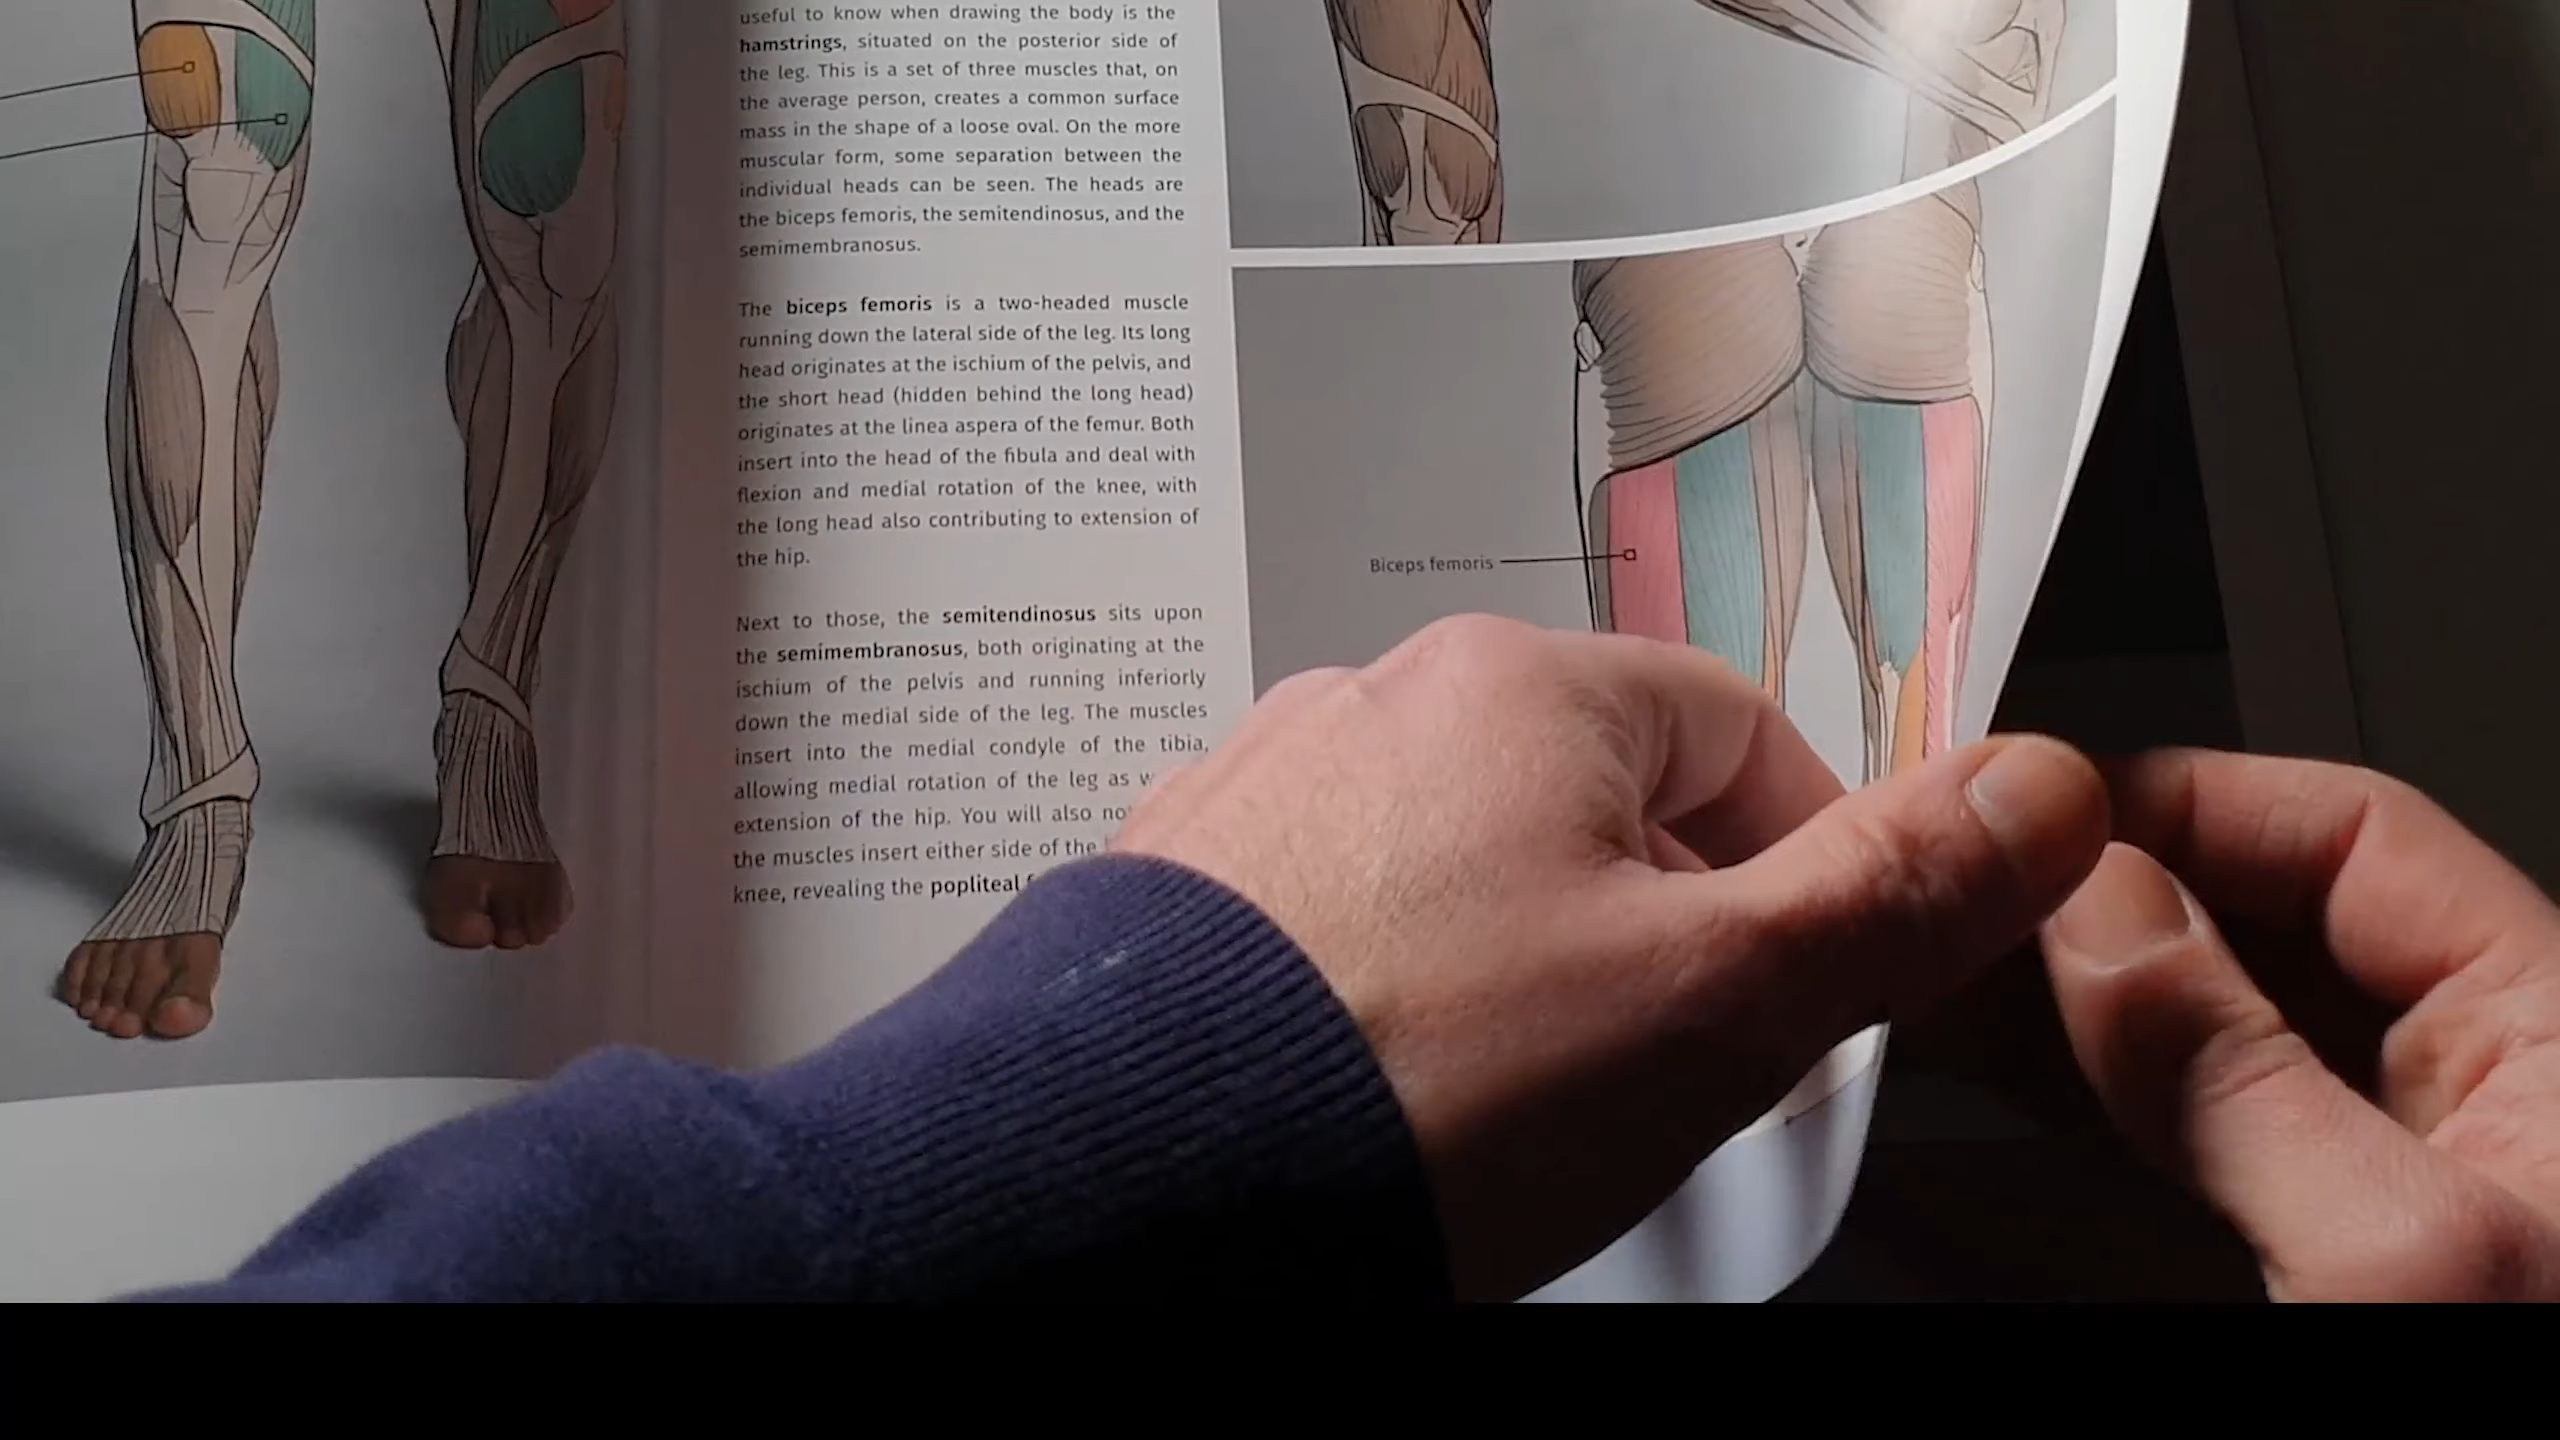 useful to know when drawing the body is the
hamstrings, situated on the posterior side of
the leg. This is a set of three muscles that, on
the average person, creates a common surface
mass in the shape of a loose oval. On the more
muscular form, some separation between the
individual heads can be seen. The heads are
the biceps femoris, the semitendinosus, and the
semimembranosus.
The biceps femoris is a two-headed muscle
running down the lateral side of the leg. Its long
head originates at the ischium of the pelvis, and
the short head (hidden behind the long head)
originates at the linea aspera of the femur. Both
insert into the head of the fibula and deal with
flexion and medial rotation of the knee, with
the long head also contributing to extension of
the hip.
Next to those, the semitendinosus sits upon
the semimembranosus, both originating at the
ischium of the pelvis and running inferiorly
down the medial side of the leg. The muscles
insert into the medial condyle of the tibia,
allowing medial rotation of the leg as
extension of the hip. You will also
the muscles insert either side of the
knee, revealing the popliteal
Biceps femoris